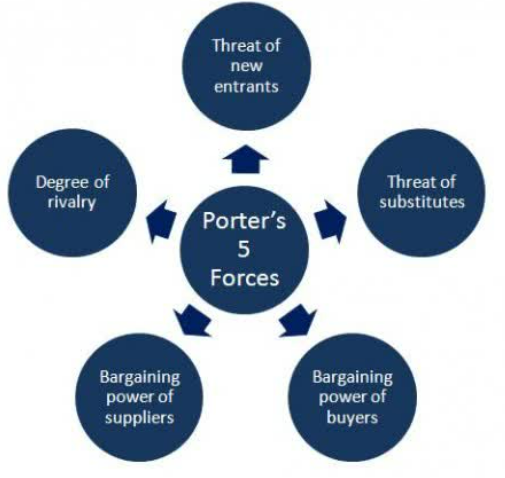 Threat of
new
entrants
Degree of
rivalry
Threat of
substitutes
Porter’s
5
Forces
Bargaining
power of
suppliers
Bargaining
power of
buyers